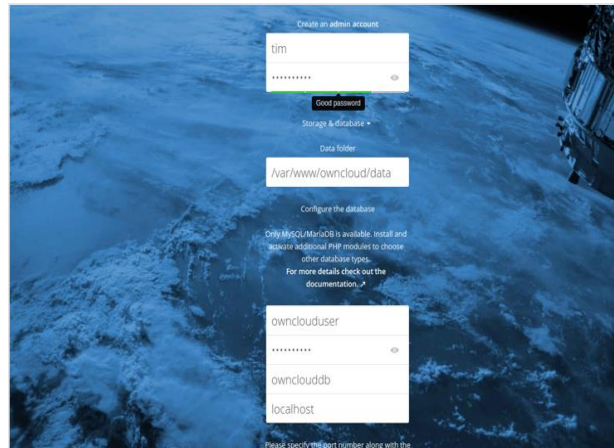 Create an admin account
tim
••••••••••
Good password
Storage & database ▾
Data folder
/var/www/owncloud/data
Configure the database
Only MySQL/MariaDB is available. Install and
activate additional PHP modules to choose
other database types.
For more details check out the
documentation. ↗
ownclouduser
••••••••••
ownclouddb
localhost
Please specify the port number along with the